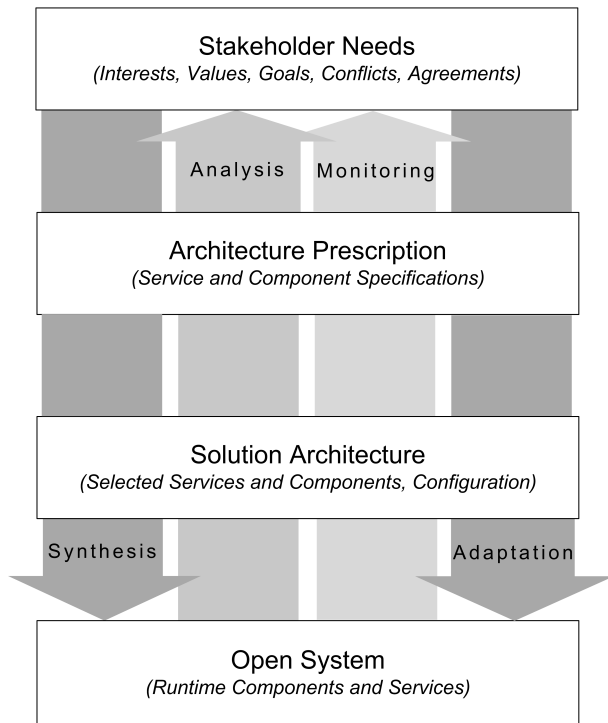 Stakeholder Needs
(Interests, Values, Goals, Conflicts, Agreements)
Analysis
Monitoring
Architecture Prescription
(Service and Component Specifications)
Solution Architecture
(Selected Services and Components, Configuration)
Synthesis
Adaptation
Open System
(Runtime Components and Services)